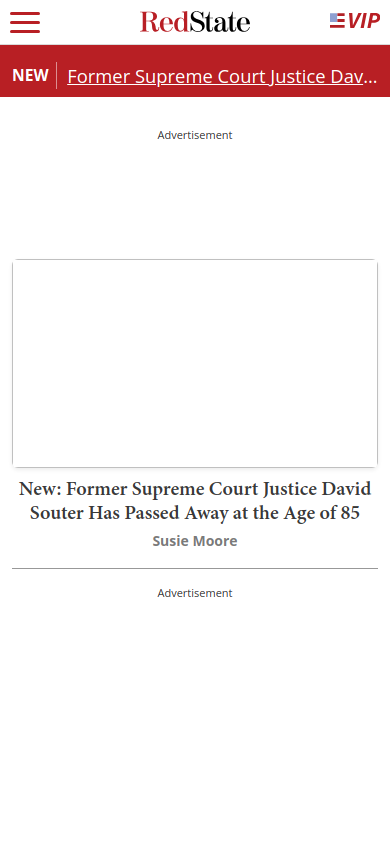 RedState
VIP
NEW
Former Supreme Court Justice Dav...
Advertisement
New: Former Supreme Court Justice David
Souter Has Passed Away at the Age of 85
Susie Moore
Advertisement